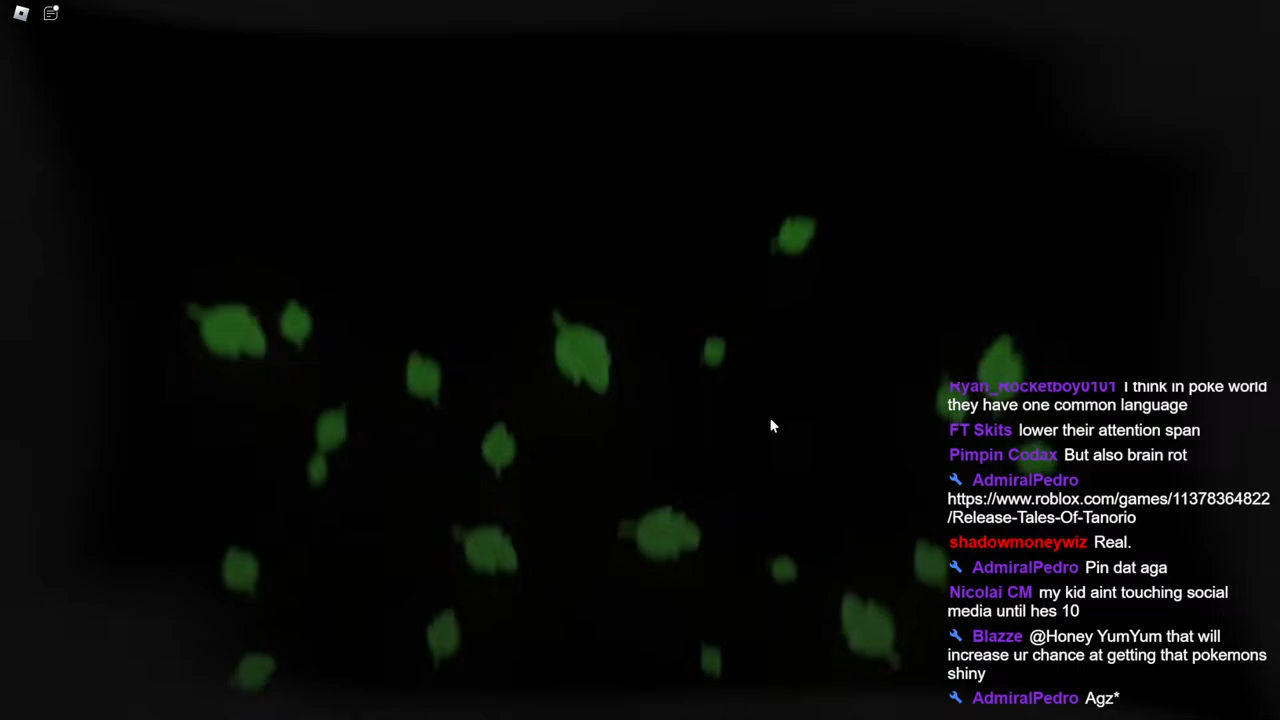 Ryan_Rocketboy0101 I think in poke world
they have one common language
FT Skits lower their attention span
Pimpin Codax But also brain rot
AdmiralPedro
https://www.roblox.com/games/11378364822
/Release-Tales-Of-Tanorio
shadowmoneywiz Real.
AdmiralPedro Pin dat aga
Nicolai CM my kid aint touching social
media until hes 10
Blazze @Honey YumYum that will
increase ur chance at getting that pokemons
shiny
AdmiralPedro Agz*